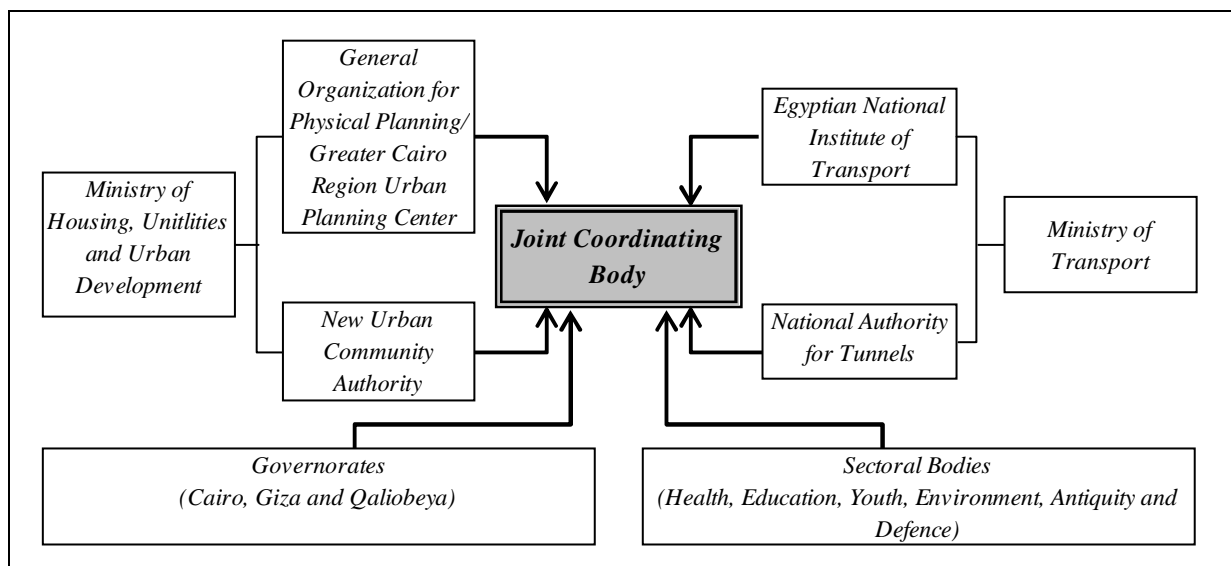 General
Organization for
Physical Planning/
Greater Cairo
Region Urban
Planning Center
Egyptian National
Institute of
Transport
Ministry of
Housing, Unitlities
and Urban
Development
Joint Coordinating
Body
Ministry of
Transport
New Urban
Community
Authority
National Authority
for Tunnels
Governorates
(Cairo, Giza and Qaliobeya)
Sectoral Bodies
(Health, Education, Youth, Environment, Antiquity and
Defence)